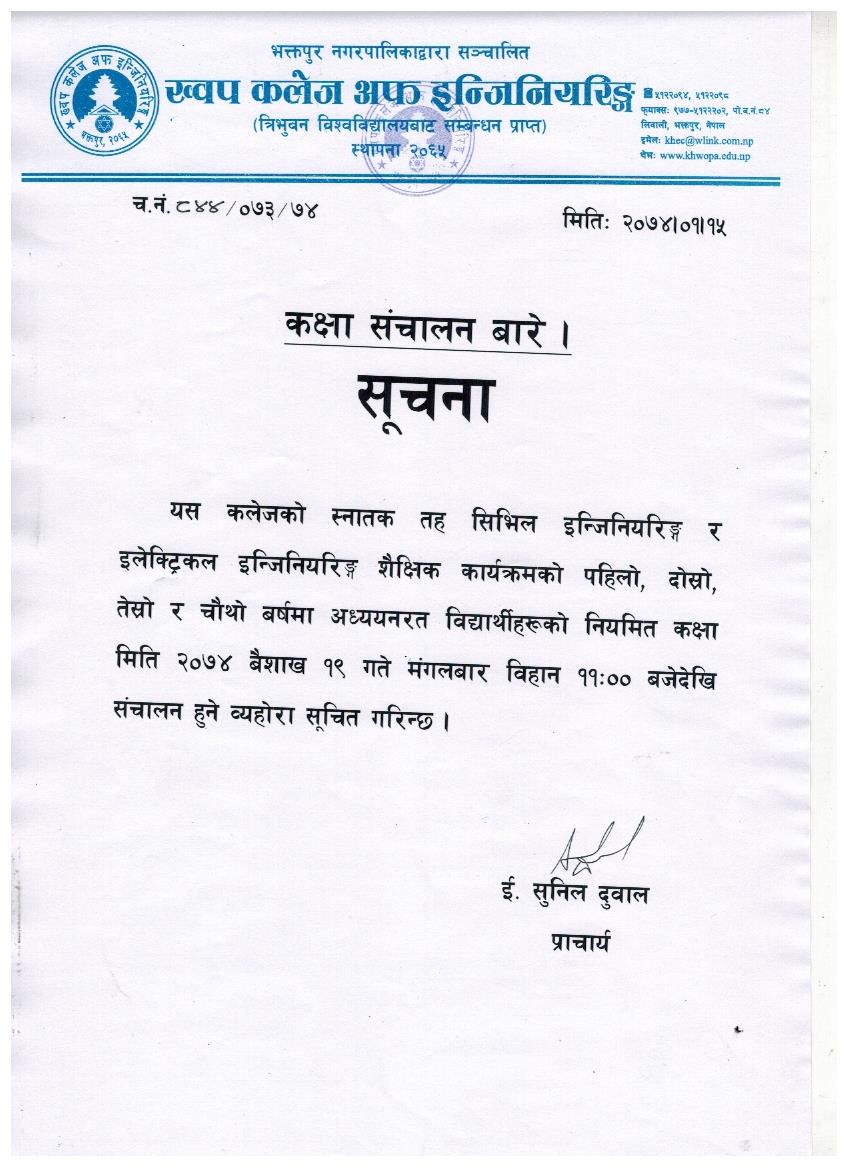 भक्तपुर नगरपालिकाद्वारा सञ्चालित
ख्वप कलेज अफ इन्जिनियरिङ्ग
(त्रिभुवन विश्वविद्यालयबाट सम्बन्धन प्राप्त)
स्थापना २०६५
ख्वप कलेज अफ इन्जिनियरिङ्ग
भक्तपुर, २०६५
☎५१२२०९४, ५१२२०९८
फ्याक्सः ९७७-५१२२२०२, पो.ब.नं.८४
लिवाली, भक्तपुर, नेपाल
इमेलः khec@wlink.com.np
वेभः www.khwopa.edu.np
च.नं. ८४४/०७३/७४
मितिः २०७४।०१।१५
कक्षा संचालन बारे ।
सूचना
यस कलेजको स्नातक तह सिभिल इन्जिनियरिङ्ग र
इलेक्ट्रिकल इन्जिनियरिङ्ग शैक्षिक कार्यक्रमको पहिलो, दोस्रो,
तेस्रो र चौथो बर्षमा अध्ययनरत विद्यार्थीहरूको नियमित कक्षा
मिति २०७४ बैशाख १९ गते मंगलबार विहान ११:०० बजेदेखि
संचालन हुने व्यहोरा सूचित गरिन्छ ।
ई. सुनिल दुवाल
प्राचार्य